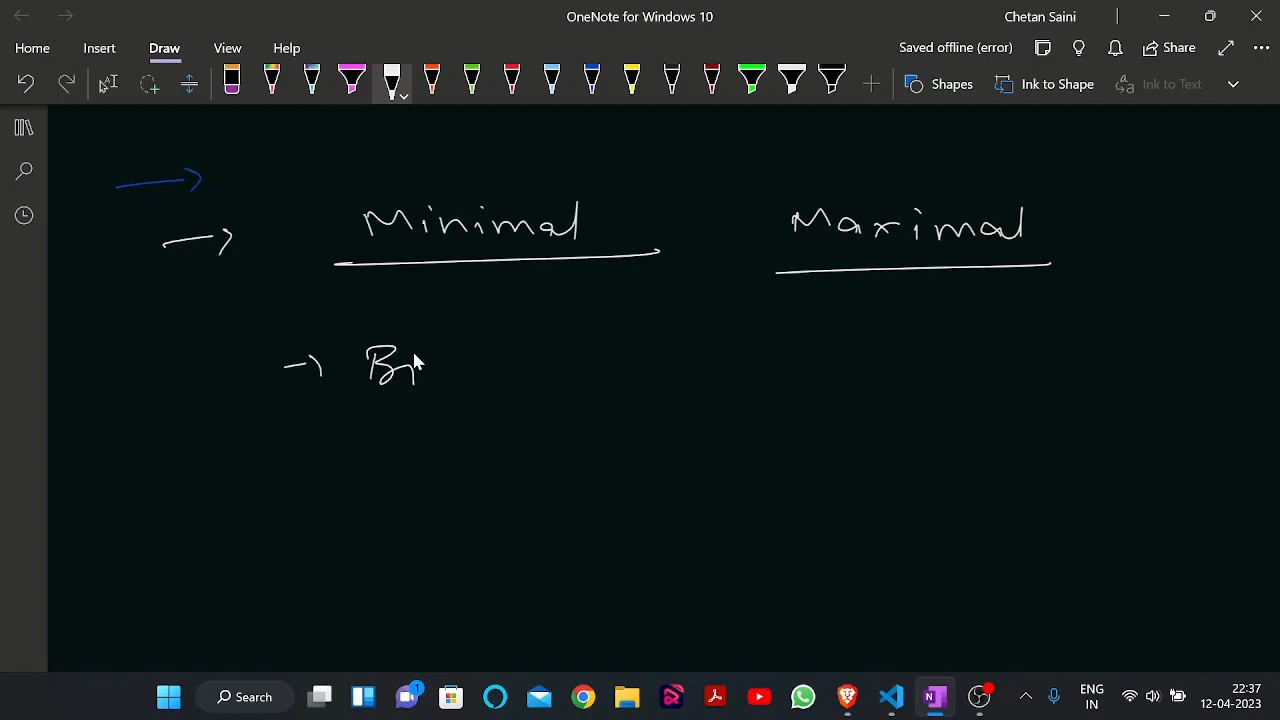 OneNote for Windows 10
Chetan Saini
Home Insert Draw View Help
Saved offline (error)
Share
Shapes
Ink to Shape
Ink to Text
→ Minimal Maximal
Search
1
ENG
IN
22:37
12-04-2023